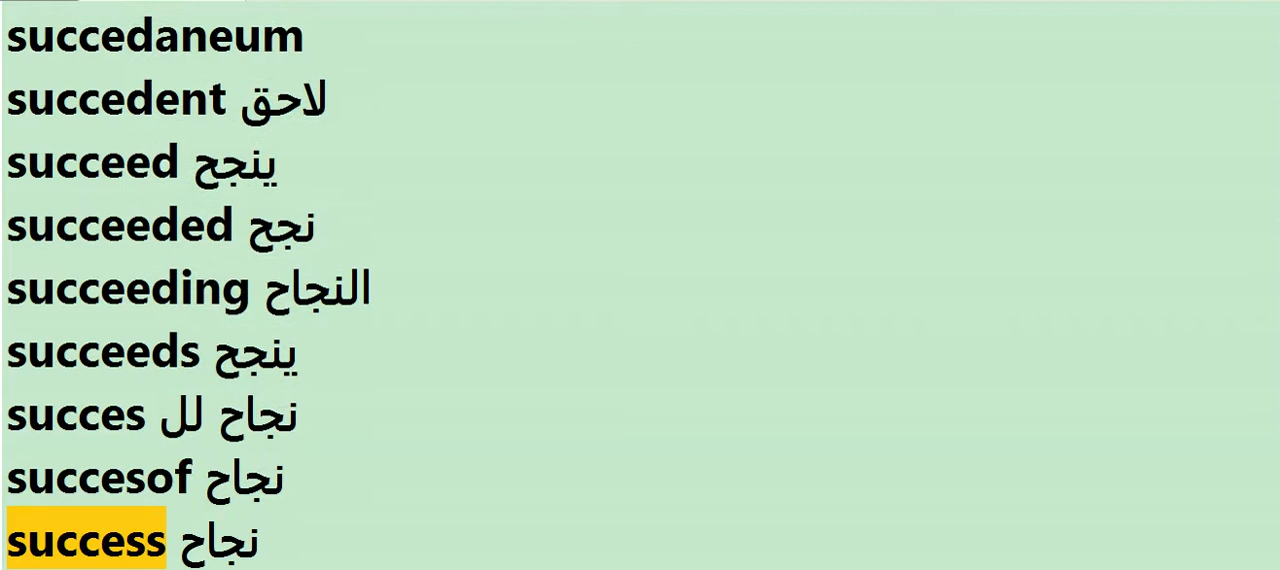 succedaneum
succedent لاحق
succeed ينجح
succeeded نجح
succeeding النجاح
succeeds ينجح
succes نجاح لل
succesof نجاح
success نجاح